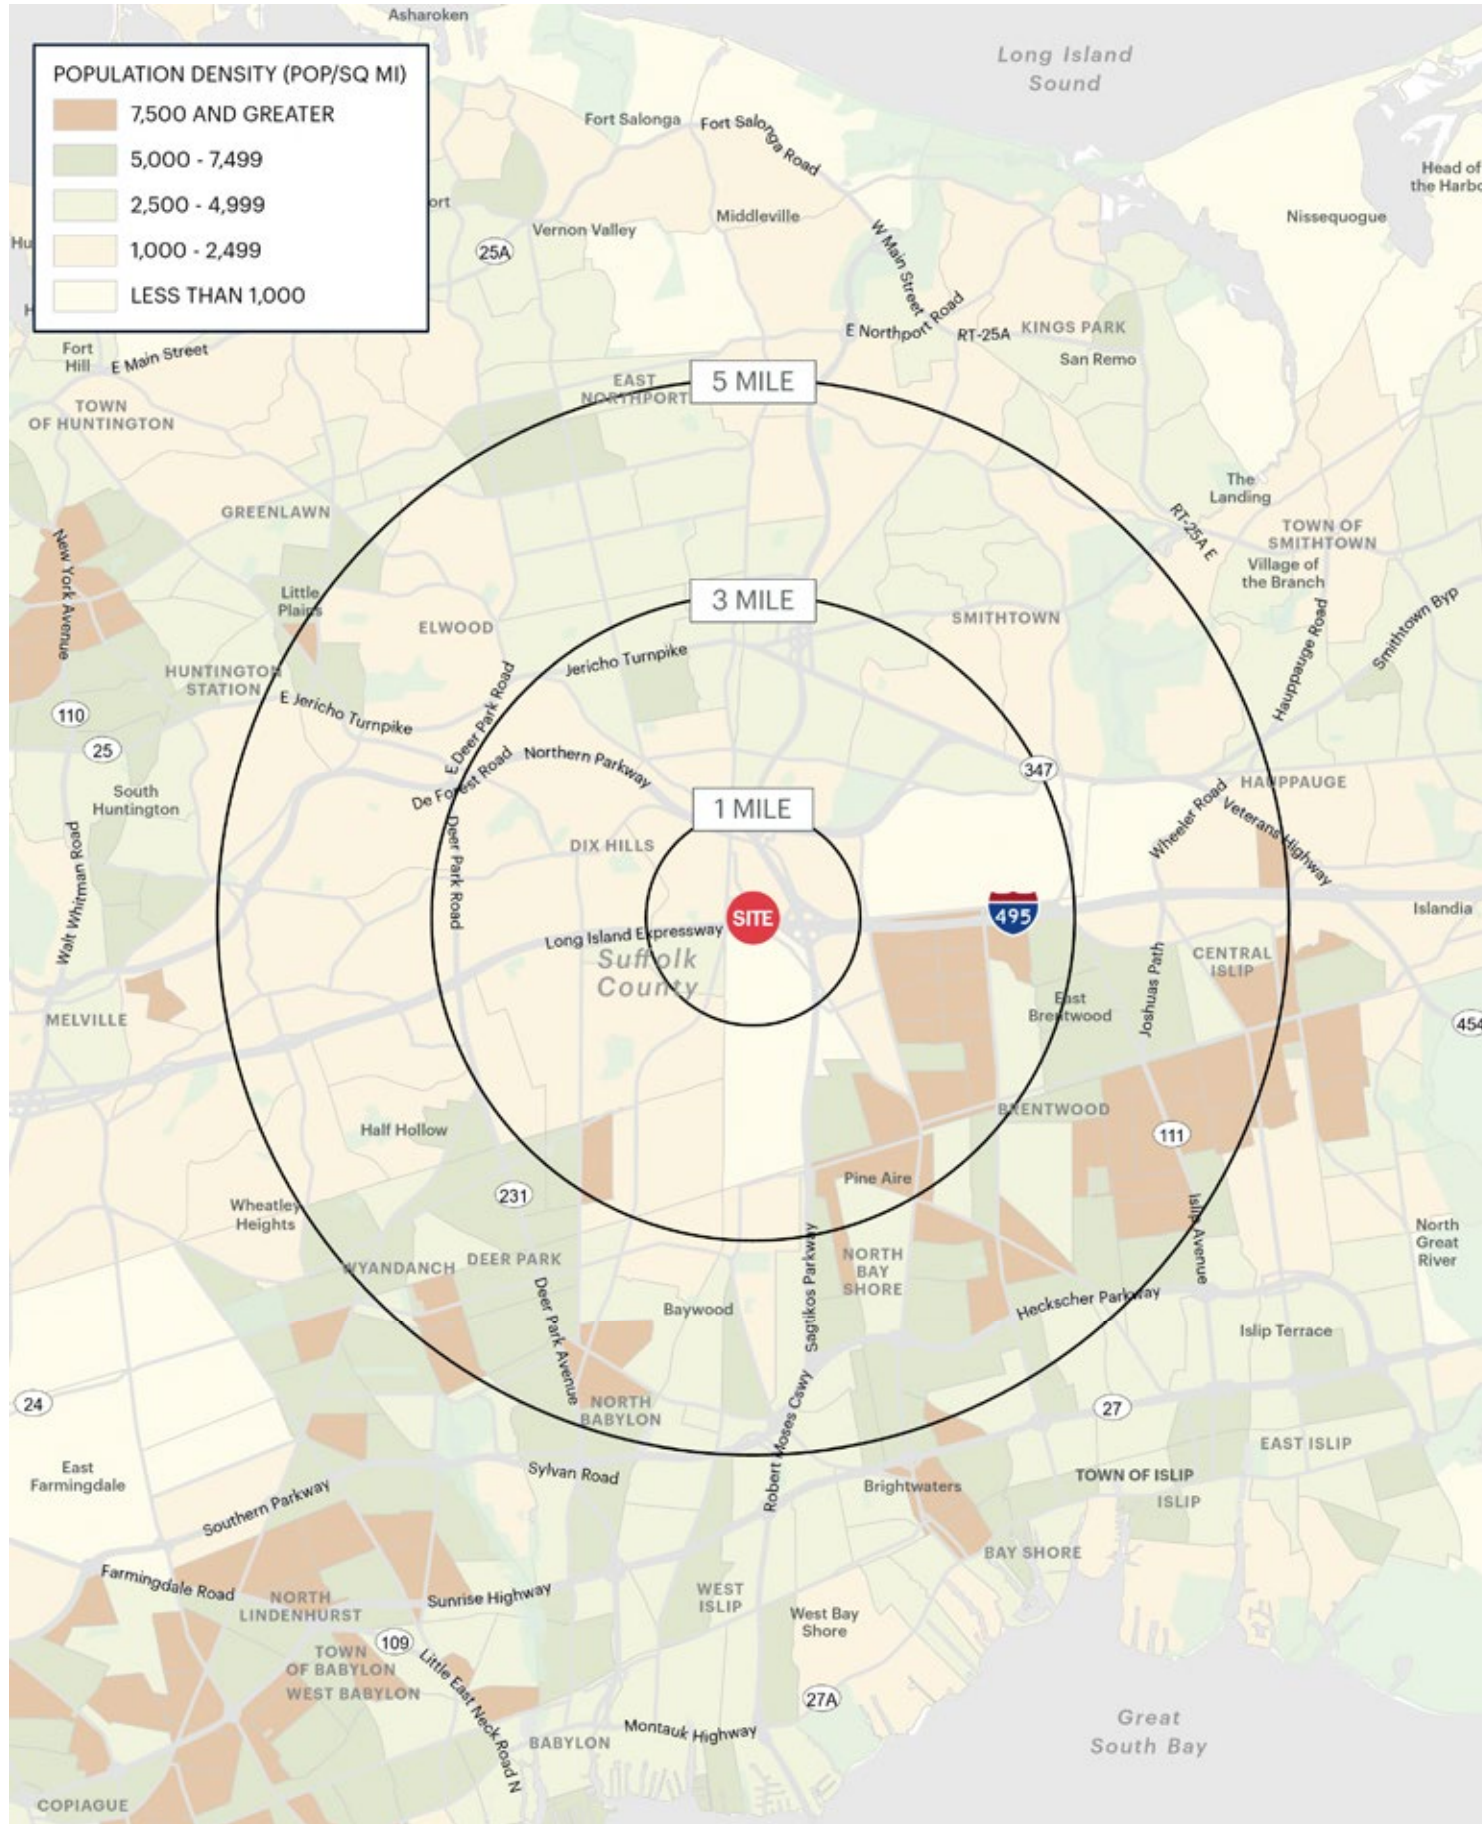 Asharoken
Long Island
Sound
POPULATION DENSITY (POP/SQ MI)
7,500 AND GREATER
5,000 - 7,499
2,500 - 4,999
1,000 - 2,499
LESS THAN 1,000
Fort Salonga
Fort Salonga Road
Head of
the Harbo
ort
Middleville
Nissequogue
Vernon Valley
Hu
25A
W Main Street
H
E Northport Road
RT-25A
KINGS PARK
San Remo
Fort
Hill
E Main Street
EAST
NORTHPORT
5 MILE
TOWN
OF HUNTINGTON
The
Landing
GREENLAWN
RT-25A E
TOWN OF
SMITHTOWN
New York Avenue
Village of
the Branch
Little
Plains
3 MILE
SMITHTOWN
Smithtown Byp
ELWOOD
Hauppauge Road
Jericho Turnpike
HUNTINGTON
STATION
E Jericho Turnpike
E Deer Park Road
110
25
Northern Parkway
De Forest Road
347
HAUPPAUGE
South
Huntington
1 MILE
Wheeler Road
Veterans Highway
Walt Whitman Road
Deer Park Road
DIX HILLS
SITE
495
Islandia
Long Island Expressway
Suffolk
County
CENTRAL
ISLIP
Joshuas Path
East
Brentwood
MELVILLE
454
BRENTWOOD
Half Hollow
111
Pine Aire
231
Wheatley
Heights
Islip Avenue
North
Great
River
WYANDANCH
DEER PARK
NORTH
BAY
SHORE
Sagtikos Parkway
Deer Park Avenue
Baywood
Heckscher Parkway
Islip Terrace
24
NORTH
BABYLON
27
Robert Moses Cswy
EAST ISLIP
East
Farmingdale
Sylvan Road
Brightwaters
TOWN OF ISLIP
ISLIP
Southern Parkway
BAY SHORE
Farmingdale Road
NORTH
LINDENHURST
Sunrise Highway
WEST
ISLIP
West Bay
Shore
109
TOWN
OF BABYLON
WEST BABYLON
Little East Neck Road N
27A
Great
South Bay
Montauk Highway
BABYLON
COPIAGUE